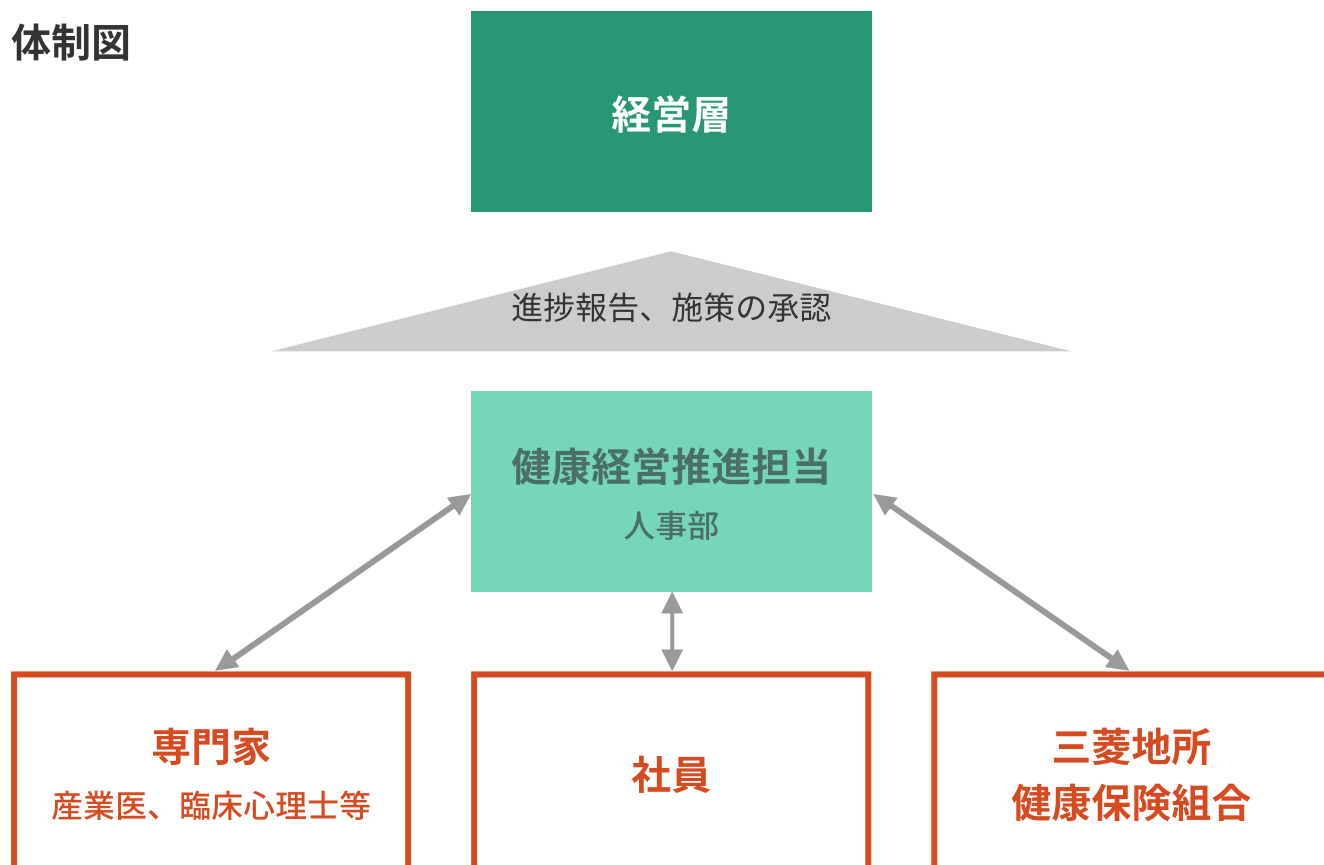 体制図
経営層
進捗報告、施策の承認
健康経営推進担当
人事部
専門家
産業医、臨床心理士等
社員
三菱地所
健康保険組合